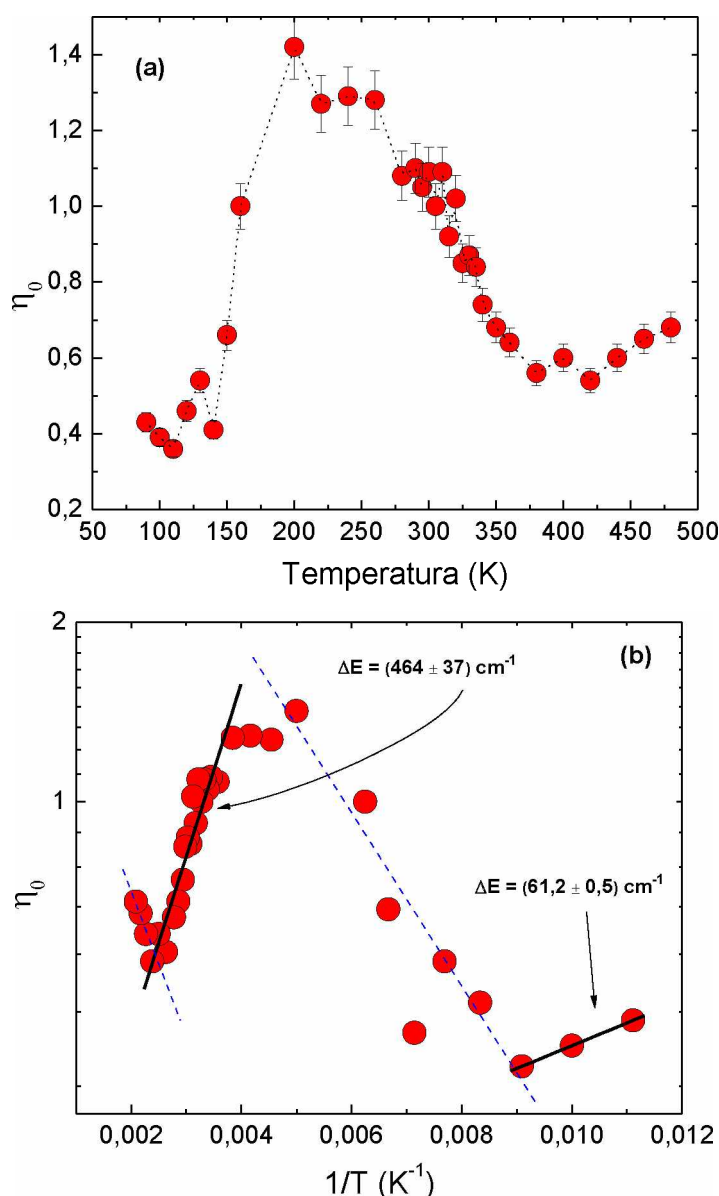 (a)
1,4
1,2
1,0
0,8
0,6
0,4
0,2
η₀
50 100 150 200 250 300 350 400 450 500
Temperatura (K)
(b)
2
1
η₀
ΔE = (464 ± 37) cm⁻¹
ΔE = (61,2 ± 0,5) cm⁻¹
0,002 0,004 0,006 0,008 0,010 0,012
1/T (K⁻¹)